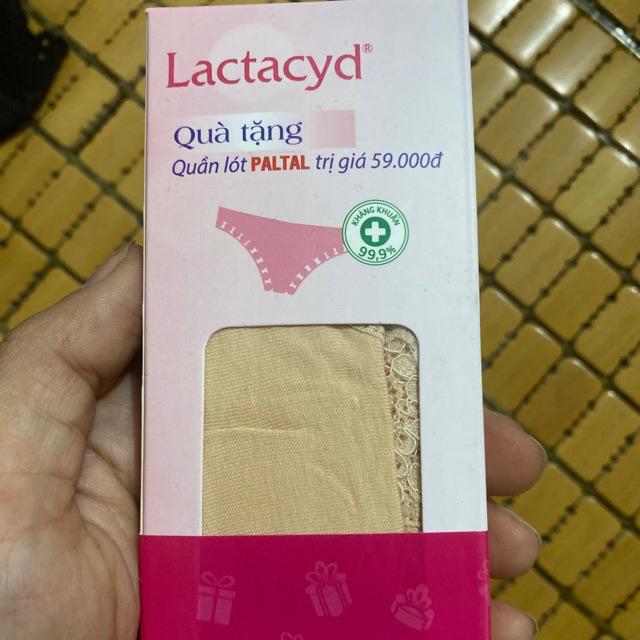 Lactacyd®
Quà tặng
Quần lót PALTAL trị giá 59.000đ
KHÁNG KHUẨN
99,9%